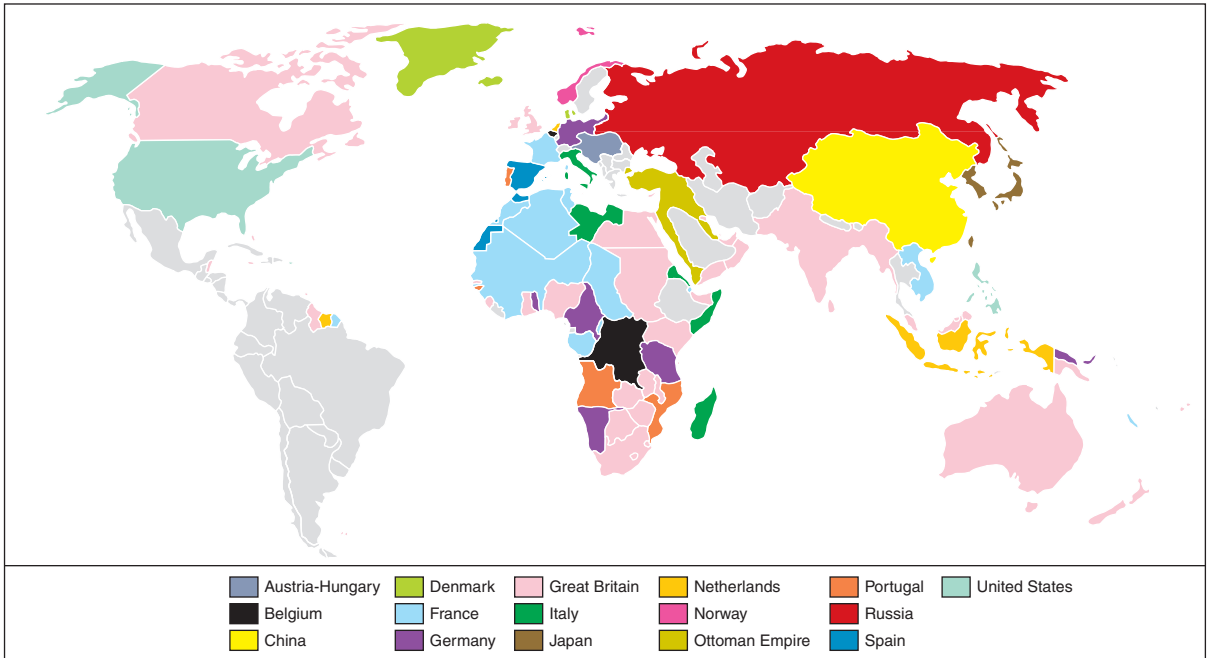 Austria-Hungary
Belgium
China
Denmark
France
Germany
Great Britain
Italy
Japan
Netherlands
Norway
Ottoman Empire
Portugal
Russia
Spain
United States